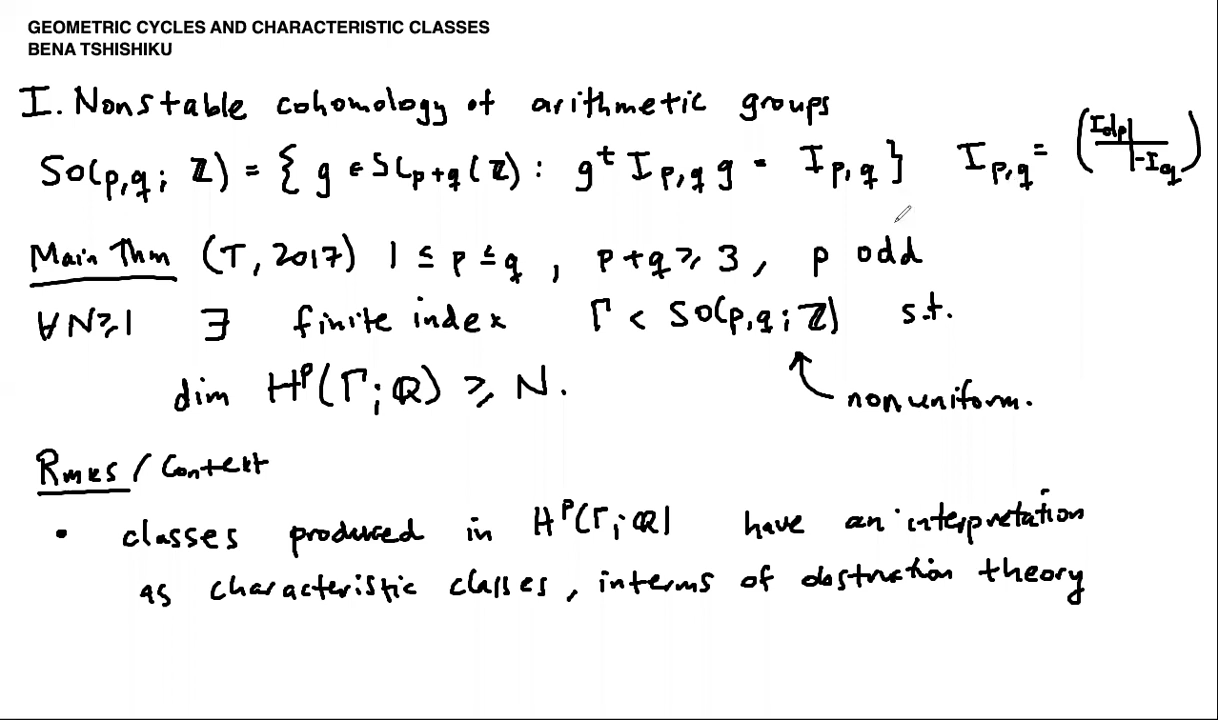 GEOMETRIC CYCLES AND CHARACTERISTIC CLASSES
BENA TSHISHIKU
I. Nonstable cohomology of arithmetic groups
SO(p,q; ℤ) = { g ∈ SL_{p+q}(ℤ) : g^t I_{p,q} g = I_{p,q} } I_{p,q} = ( Id_p | -I_q )
Main Thm (T, 2017) 1 ≤ p ≤ q, p+q ≥ 3, p odd
∀ N ≥ 1 ∃ finite index Γ < SO(p,q; ℤ) s.t.
dim H^p(Γ; ℚ) ≥ N.
nonuniform.
Rmks / Context
• classes produced in H^p(Γ; ℚ) have an interpretation
as characteristic classes, interms of obstruction theory